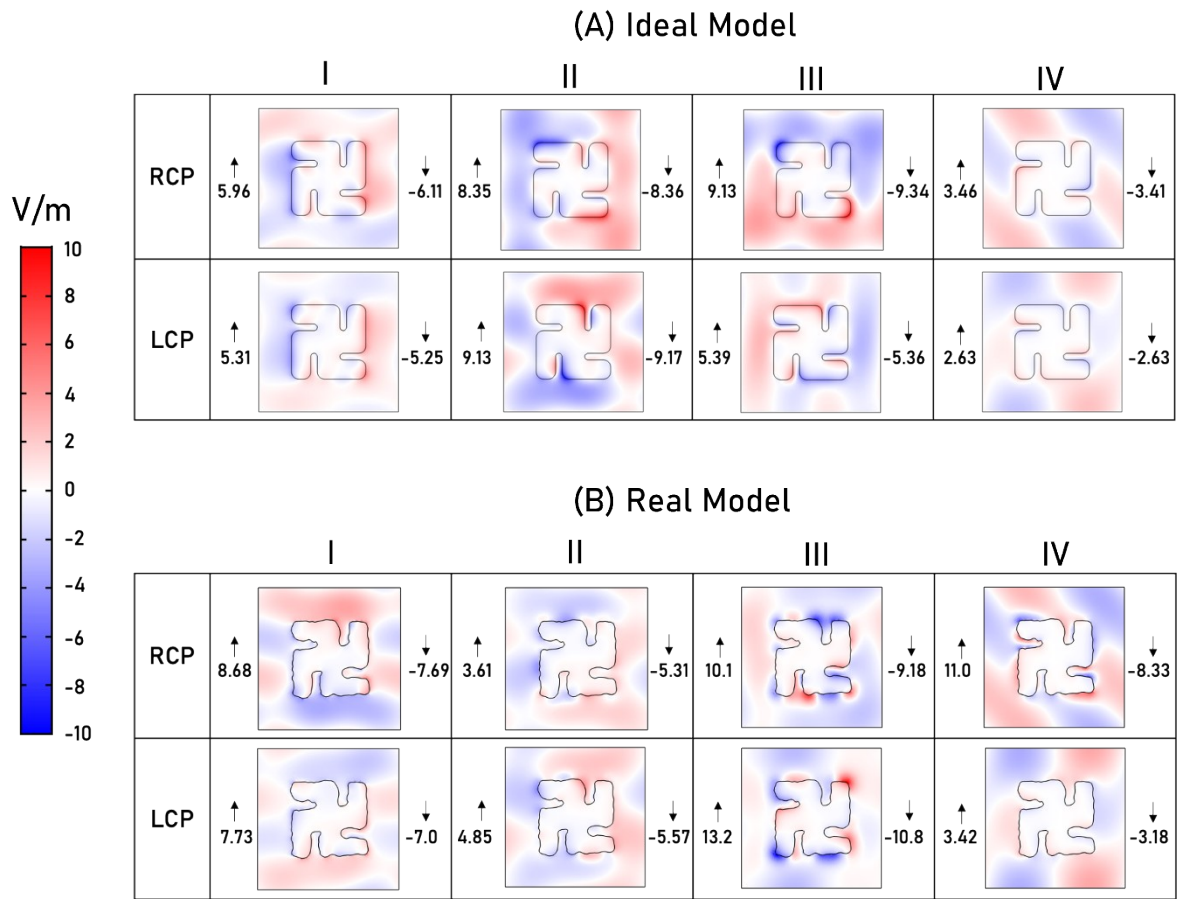 (A) Ideal Model
I II III IV
RCP ↑ 5.96 ↓ -6.11 ↑ 8.35 ↓ -8.36 ↑ 9.13 ↓ -9.34 ↑ 3.46 ↓ -3.41
LCP ↑ 5.31 ↓ -5.25 ↑ 9.13 ↓ -9.17 ↑ 5.39 ↓ -5.36 ↑ 2.63 ↓ -2.63
V/m
10
8
6
4
2
0
-2
-4
-6
-8
-10
(B) Real Model
I II III IV
RCP ↑ 8.68 ↓ -7.69 ↑ 3.61 ↓ -5.31 ↑ 10.1 ↓ -9.18 ↑ 11.0 ↓ -8.33
LCP ↑ 7.73 ↓ -7.0 ↑ 4.85 ↓ -5.57 ↑ 13.2 ↓ -10.8 ↑ 3.42 ↓ -3.18